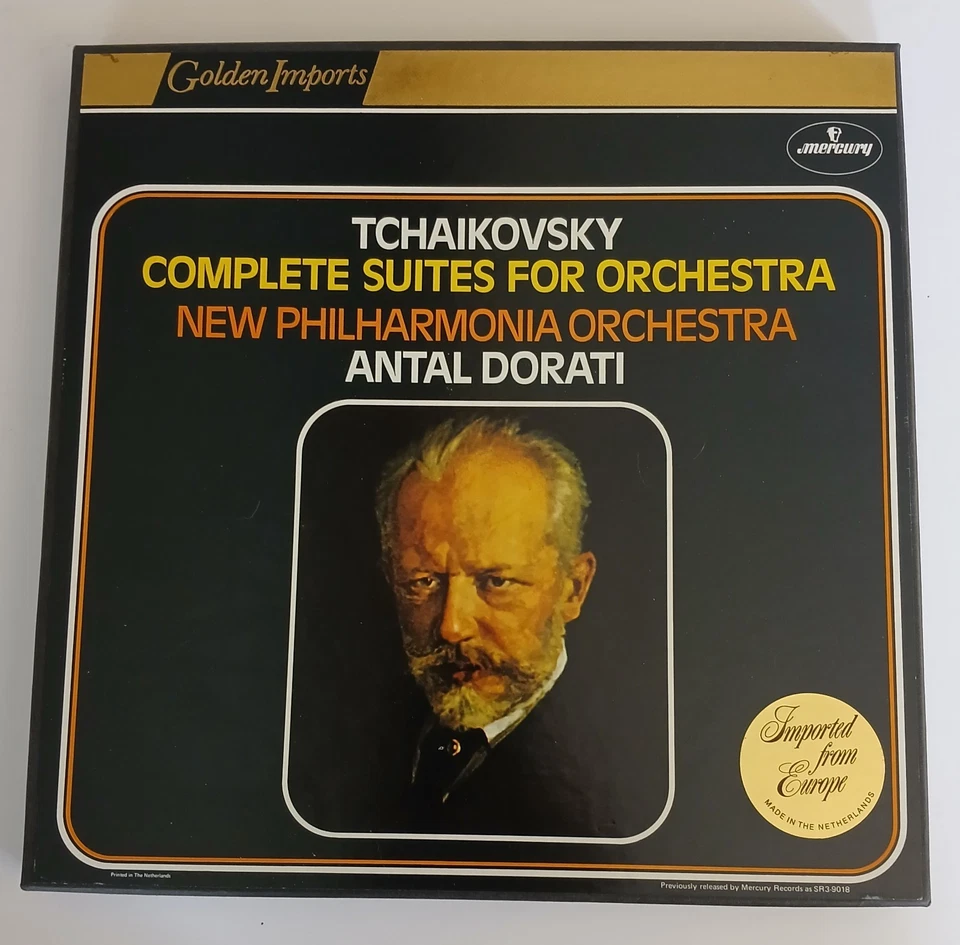 Golden Imports
mercury
TCHAIKOVSKY
COMPLETE SUITES FOR ORCHESTRA
NEW PHILHARMONIA ORCHESTRA
ANTAL DORATI
Imported
from
Europe
MADE IN THE NETHERLANDS
Printed in The Netherlands
Previously released by Mercury Records as SR3-9018